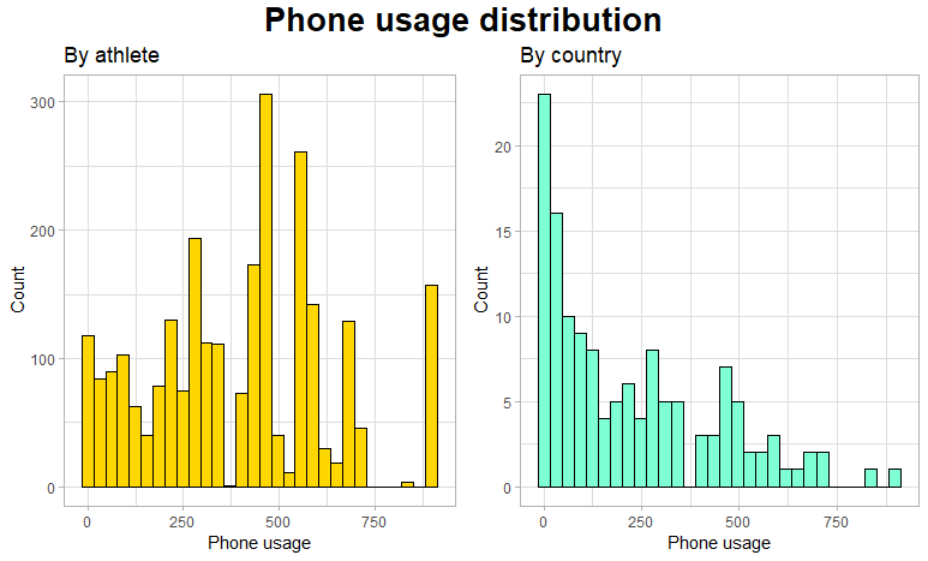 Phone usage distribution
By athlete
300
200
100
0
Count
0 250 500 750
Phone usage
By country
20
15
10
5
0
Count
0 250 500 750
Phone usage